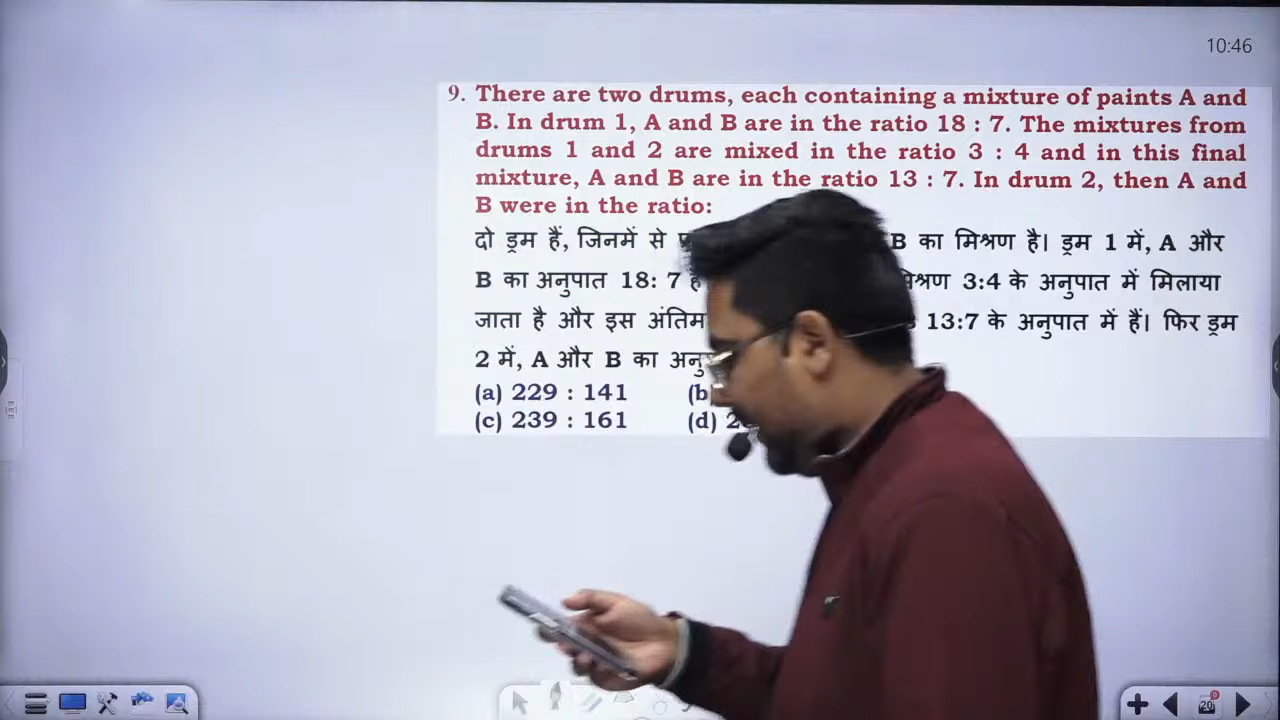 10:46
9. There are two drums, each containing a mixture of paints A and
B. In drum 1, A and B are in the ratio 18 : 7. The mixtures from
drums 1 and 2 are mixed in the ratio 3 : 4 and in this final
mixture, A and B are in the ratio 13 : 7. In drum 2, then A and
B were in the ratio:
दो ड्रम हैं, जिनमें से B का मिश्रण है। ड्रम 1 में, A और
B का अनुपात 18: 7 3:4 के अनुपात में मिलाया
जाता है और इस अंतिम 13:7 के अनुपात में हैं। फिर ड्रम
2 में, A और B का
(a) 229 : 141 (b)
(c) 239 : 161 (d) 2
20